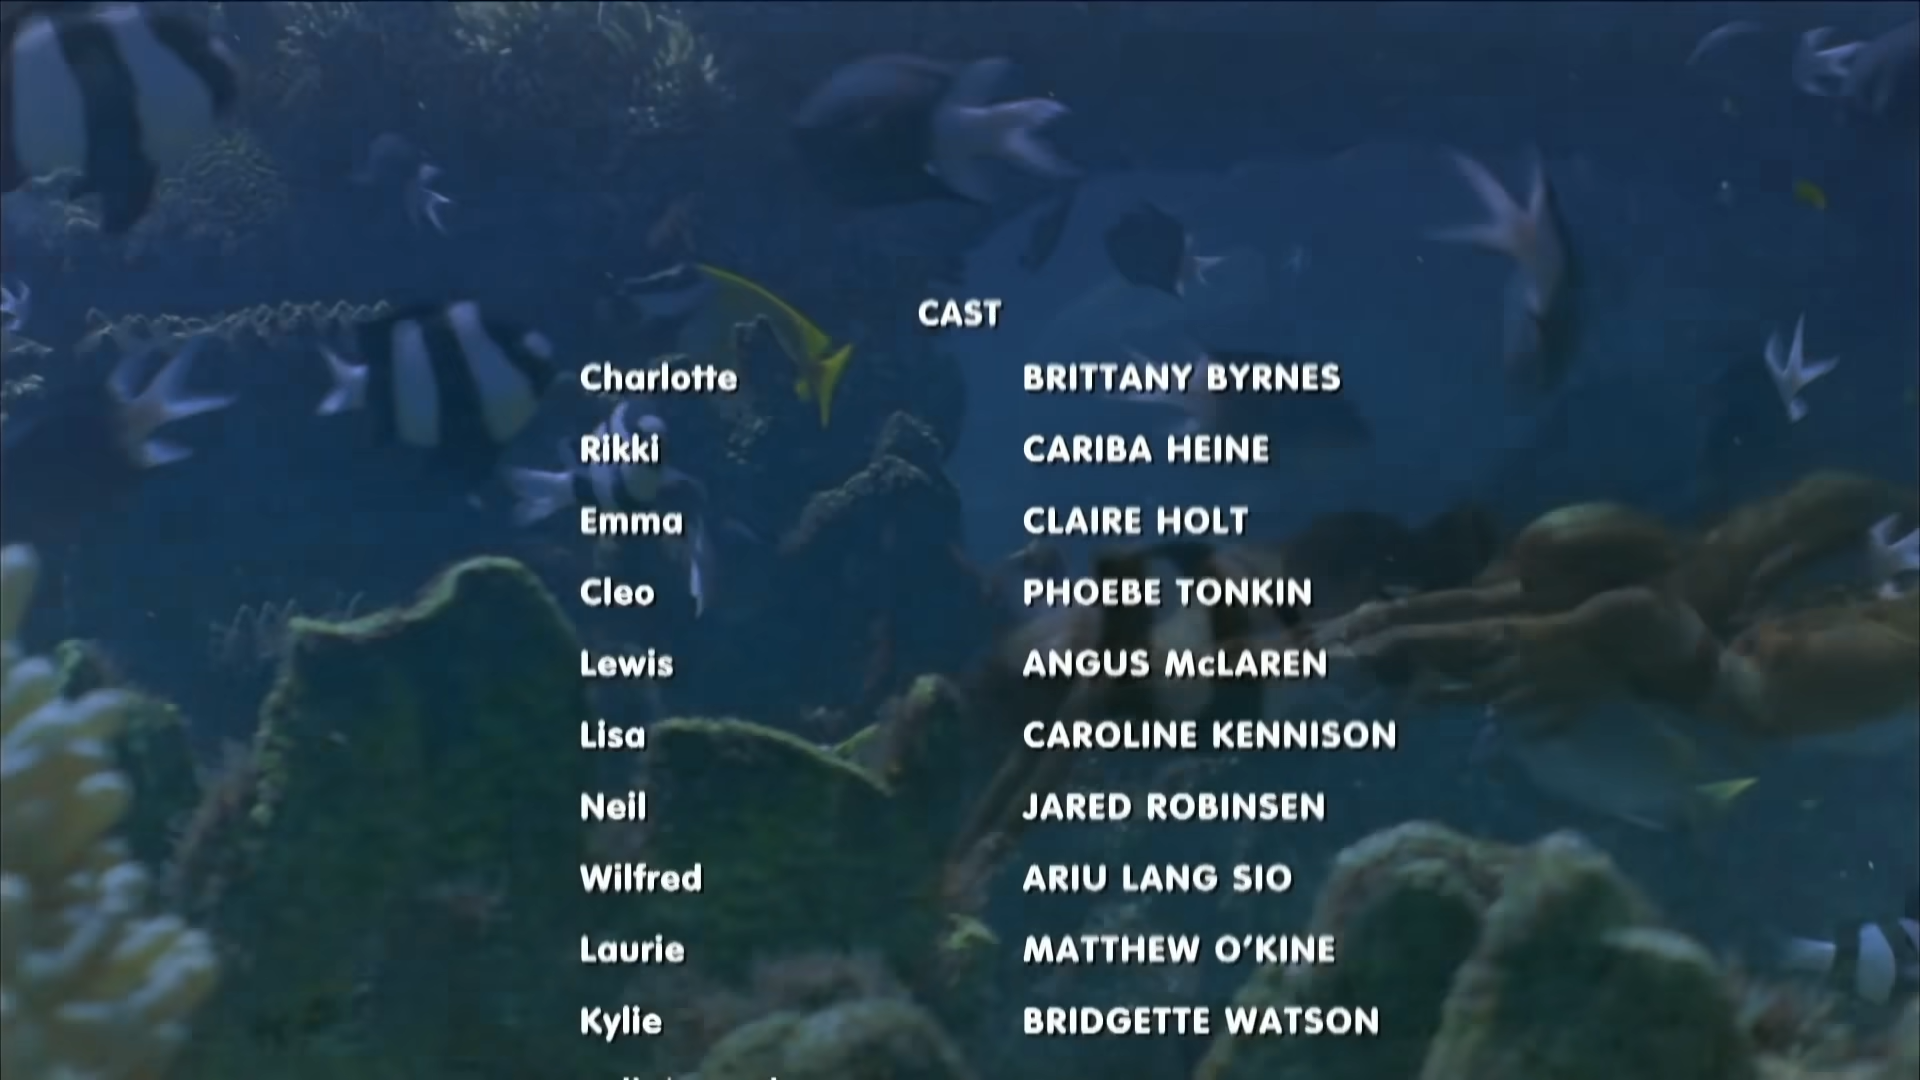 CAST
Charlotte BRITTANY BYRNES
Rikki CARIBA HEINE
Emma CLAIRE HOLT
Cleo PHOEBE TONKIN
Lewis ANGUS McLAREN
Lisa CAROLINE KENNISON
Neil JARED ROBINSEN
Wilfred ARIU LANG SIO
Laurie MATTHEW O'KINE
Kylie BRIDGETTE WATSON